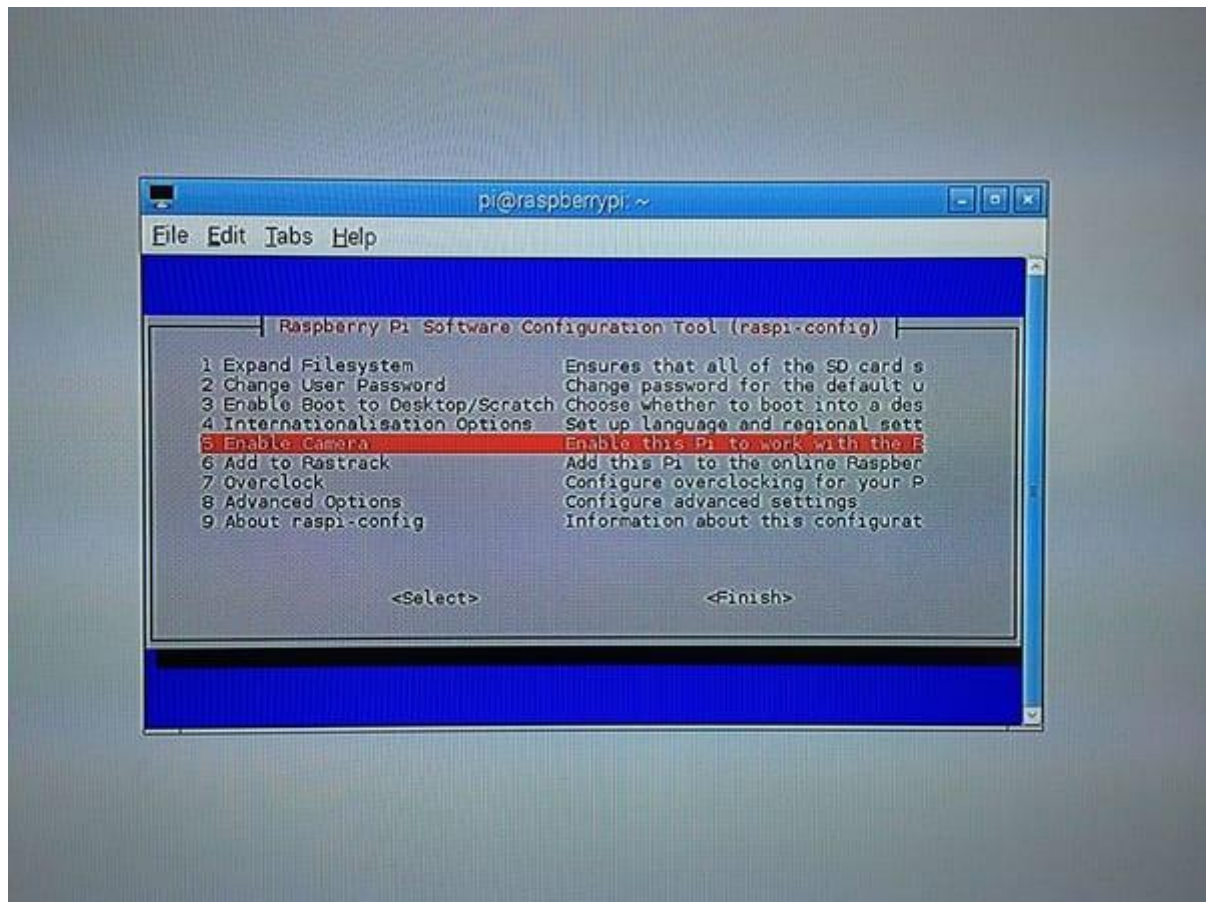 pi@raspberrypi: ~
File Edit Tabs Help
Raspberry Pi Software Configuration Tool (raspi-config)
1 Expand Filesystem Ensures that all of the SD card s
2 Change User Password Change password for the default u
3 Enable Boot to Desktop/Scratch Choose whether to boot into a des
4 Internationalisation Options Set up language and regional sett
5 Enable Camera Enable this Pi to work with the R
6 Add to Rastrack Add this Pi to the online Raspber
7 Overclock Configure overclocking for your P
8 Advanced Options Configure advanced settings
9 About raspi-config Information about this configurat
<Select> <Finish>